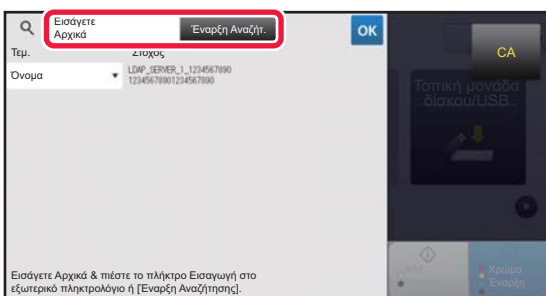 Εισάγετε
Αρχικά
Έναρξη Αναζήτ.
OK
CA
Τεμ.
Στόχος
Όνομα
LDAP_SERVER_1_1234567890
12345678901234567890
Τοπική μονάδα
δίσκου/USB
Α/Μ
Χρώμα
Έναρξη
Εισάγετε Αρχικά & πιέστε το πλήκτρο Εισαγωγή στο
εξωτερικό πληκτρολόγιο ή [Έναρξη Αναζήτησης].